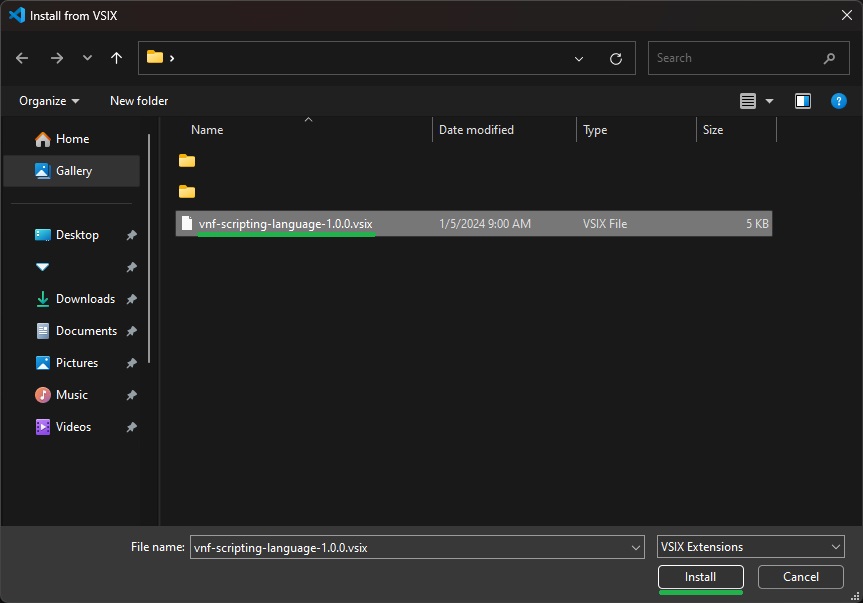 Install from VSIX
Search
Organize
New folder
Name
Date modified
Type
Size
Home
Gallery
vnf-scripting-language-1.0.0.vsix
1/5/2024 9:00 AM
VSIX File
5 KB
Desktop
Downloads
Documents
Pictures
Music
Videos
File name:
vnf-scripting-language-1.0.0.vsix
VSIX Extensions
Install
Cancel